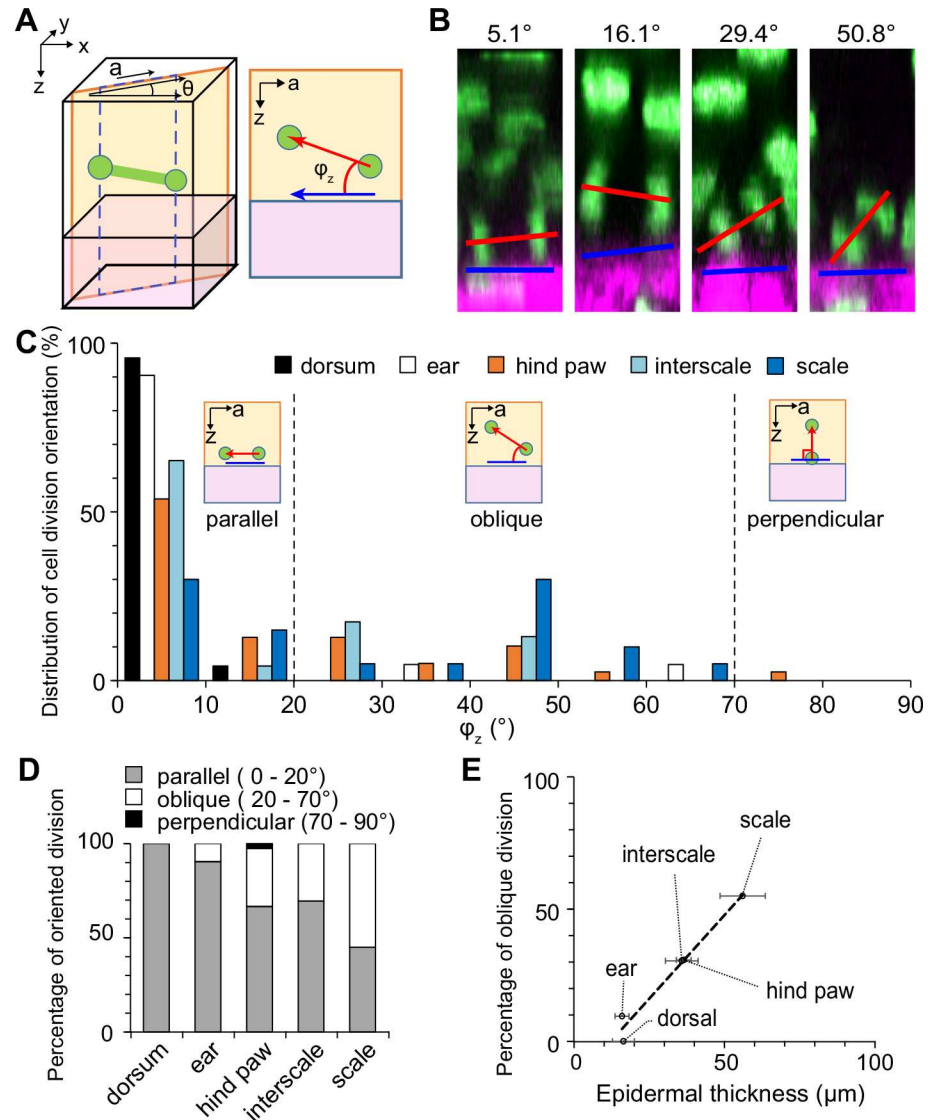 A
y
x
z
a
θ
a
z
φz
B
5.1° 16.1° 29.4° 50.8°
C
Distribution of cell division orientation (%)
100
50
0
dorsum ear hind paw interscale scale
a
z
parallel
a
z
oblique
a
z
perpendicular
0 10 20 30 40 50 60 70 80 90
φz (°)
D
parallel ( 0 - 20°)
oblique ( 20 - 70°)
perpendicular (70 - 90°)
Percentage of oriented division
100
50
0
dorsum
ear
hind paw
interscale
scale
E
Percentage of oblique division
100
50
0
scale
interscale
ear
hind paw
dorsal
0 50 100
Epidermal thickness (μm)